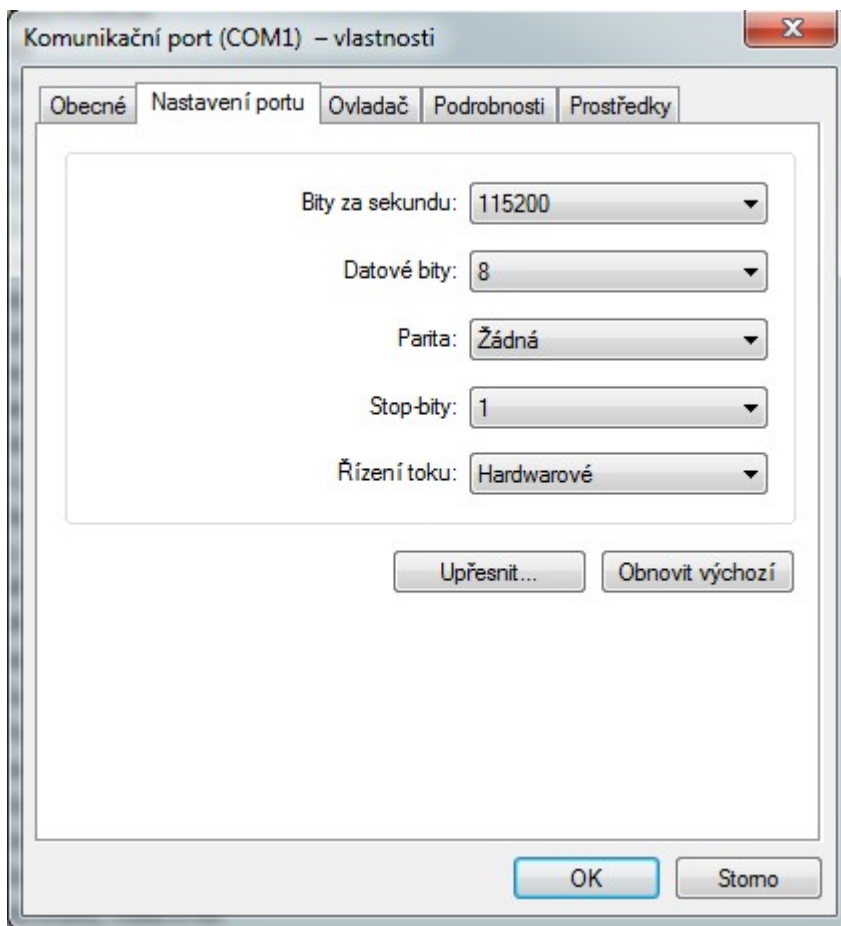 Komunikační port (COM1) – vlastnosti
Obecné Nastavení portu Ovladač Podrobnosti Prostředky
Bity za sekundu: 115200
Datové bity: 8
Parita: Žádná
Stop-bity: 1
Řízení toku: Hardwarové
Upřesnit... Obnovit výchozí
OK Storno